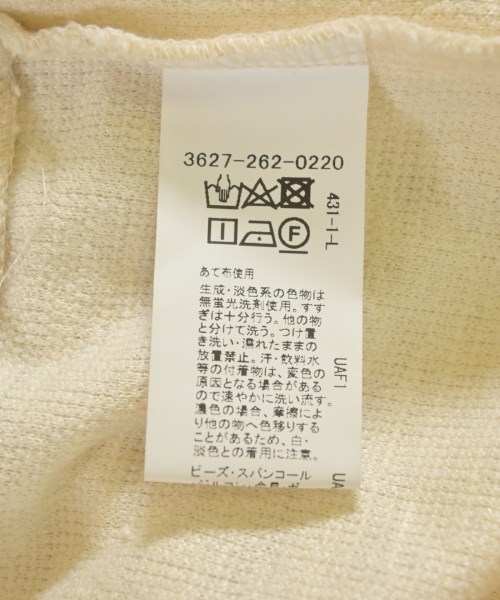 3627-262-0220
431-1-L
F
あて布使用
生成・淡色系の色物は
無蛍光洗剤使用。すす
ぎは十分行う。他の物
と分けて洗う。つけ置
き洗い・濡れたままの
放置禁止。汗・飲料水
等の付着物は、変色の
原因となる場合がある
ので速やかに洗い流す。
濃色の場合、摩擦によ
り他の物へ色移りする
ことがあるため、白・
淡色との着用に注意。
UAF1
ビーズ・スパンコール
UA